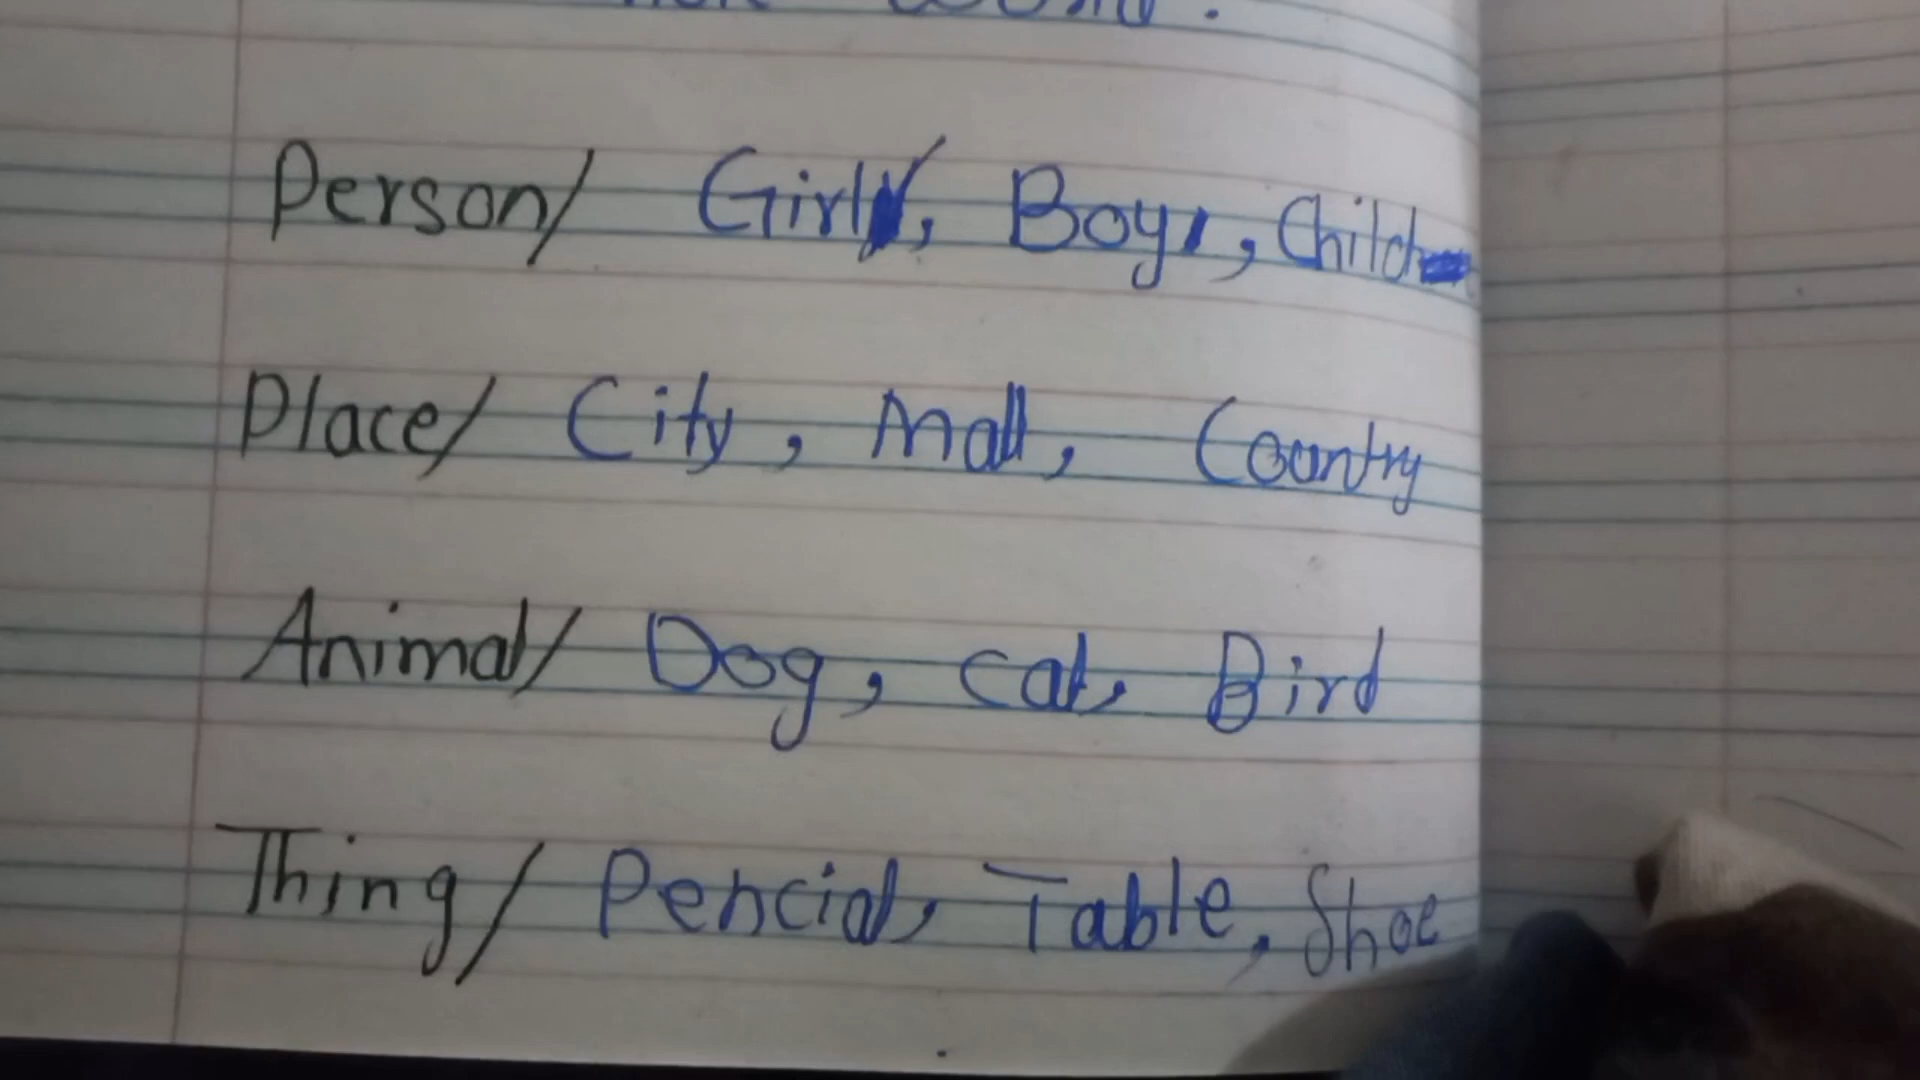 Person/ Girl, Boy, Child
Place/ City, Mall, Country
Animal/ Dog, cat, Bird
Thing/ Pencial, Table, Shoe